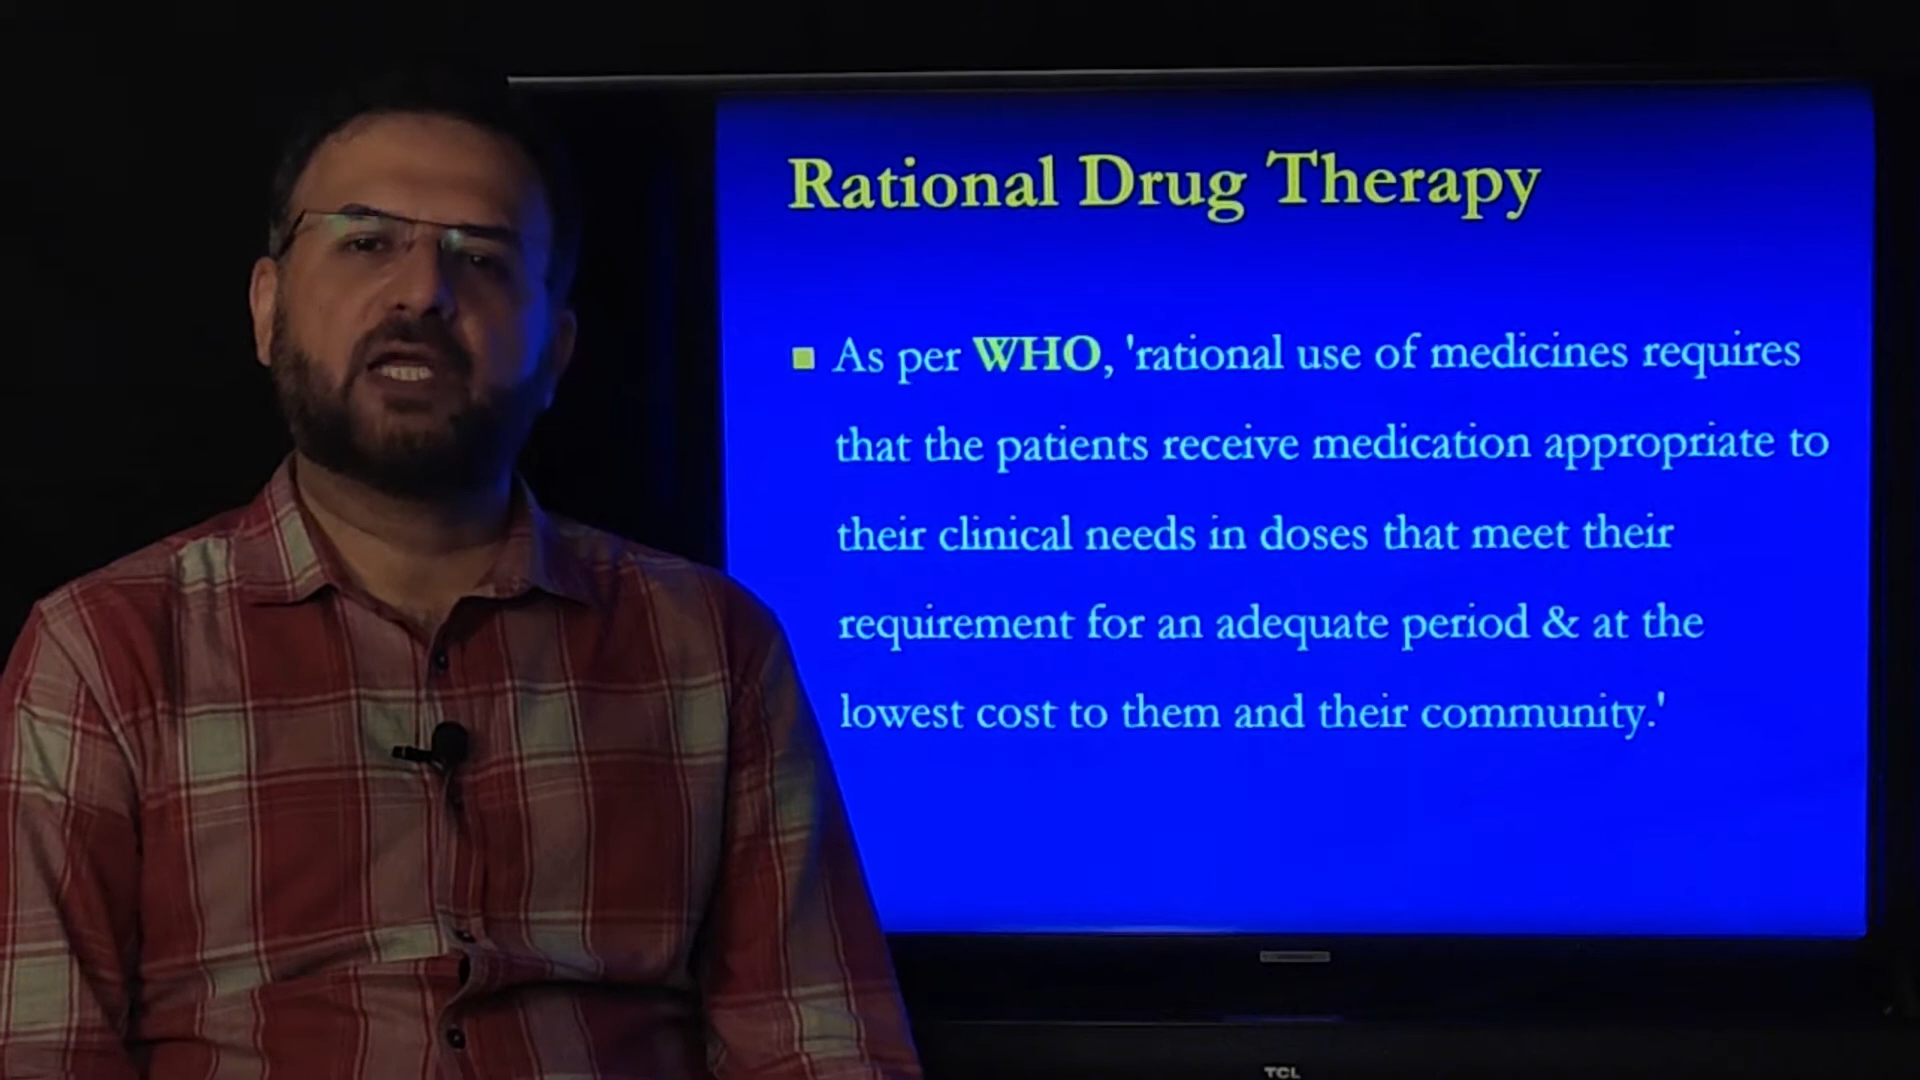 Rational Drug Therapy
As per WHO, 'rational use of medicines requires
that the patients receive medication appropriate to
their clinical needs in doses that meet their
requirement for an adequate period & at the
lowest cost to them and their community.'
TCL